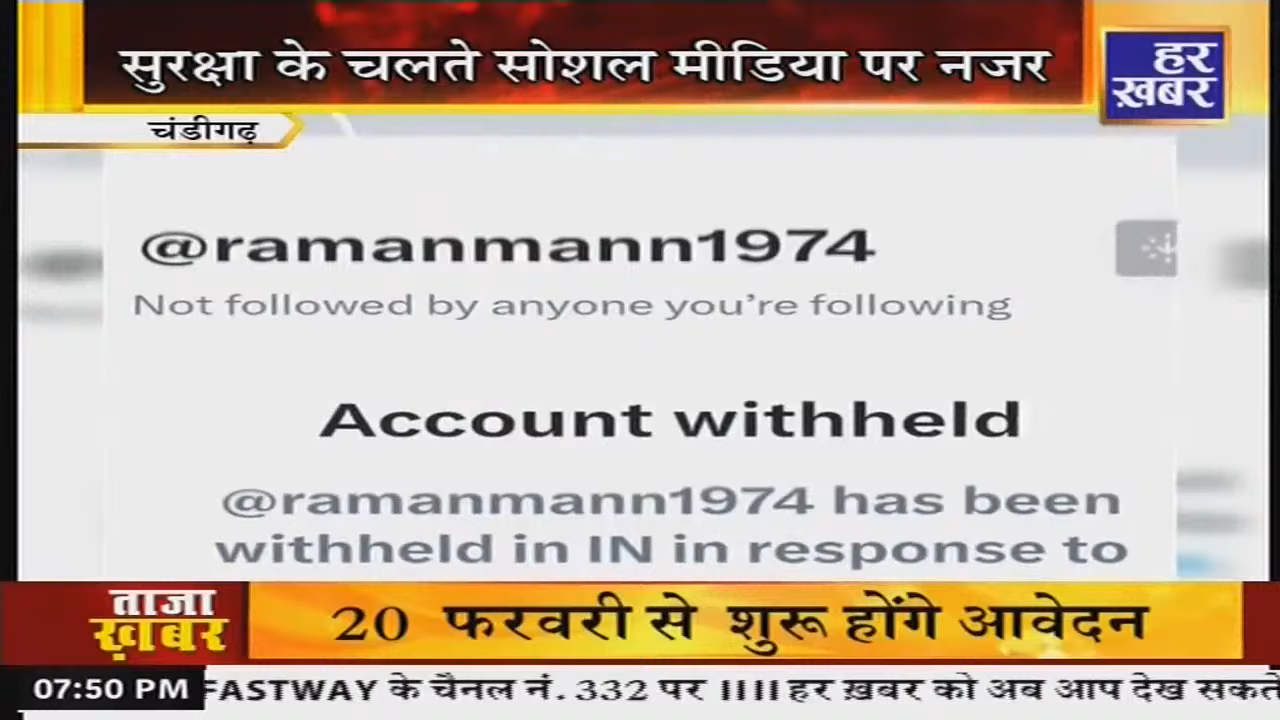 सुरक्षा के चलते सोशल मीडिया पर नजर
हर
ख़बर
चंडीगढ़
@ramanmann1974
Not followed by anyone you're following
Account withheld
@ramanmann1974 has been
withheld in IN in response to
ताजा
ख़बर
20 फरवरी से शुरू होंगे आवेदन
07:50 PM
FASTWAY के चैनल नं. 332 पर IIII हर ख़बर को अब आप देख सकते